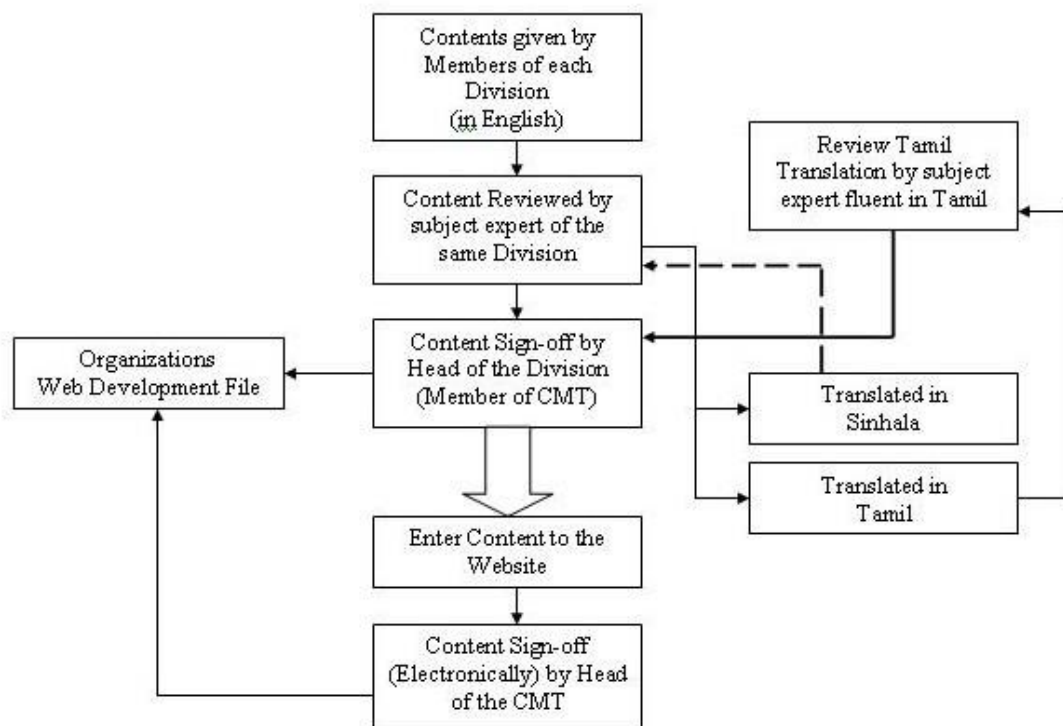 Contents given by
Members of each
Division
(in English)
Review Tamil
Translation by subject
expert fluent in Tamil
Content Reviewed by
subject expert of the
same Division
Content Sign-off by
Head of the Division
(Member of CMT)
Organizations
Web Development File
Translated in
Sinhala
Translated in
Tamil
Enter Content to the
Website
Content Sign-off
(Electronically) by Head
of the CMT